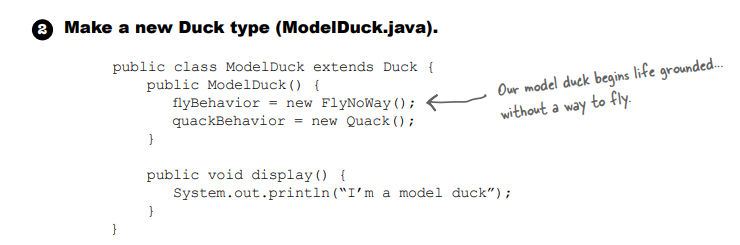 2 Make a new Duck type (ModelDuck.java).
public class ModelDuck extends Duck {
public ModelDuck() {
flyBehavior = new FlyNoWay();
quackBehavior = new Quack();
}
Our model duck begins life grounded...
without a way to fly.
public void display() {
System.out.println(“I’m a model duck”);
}
}